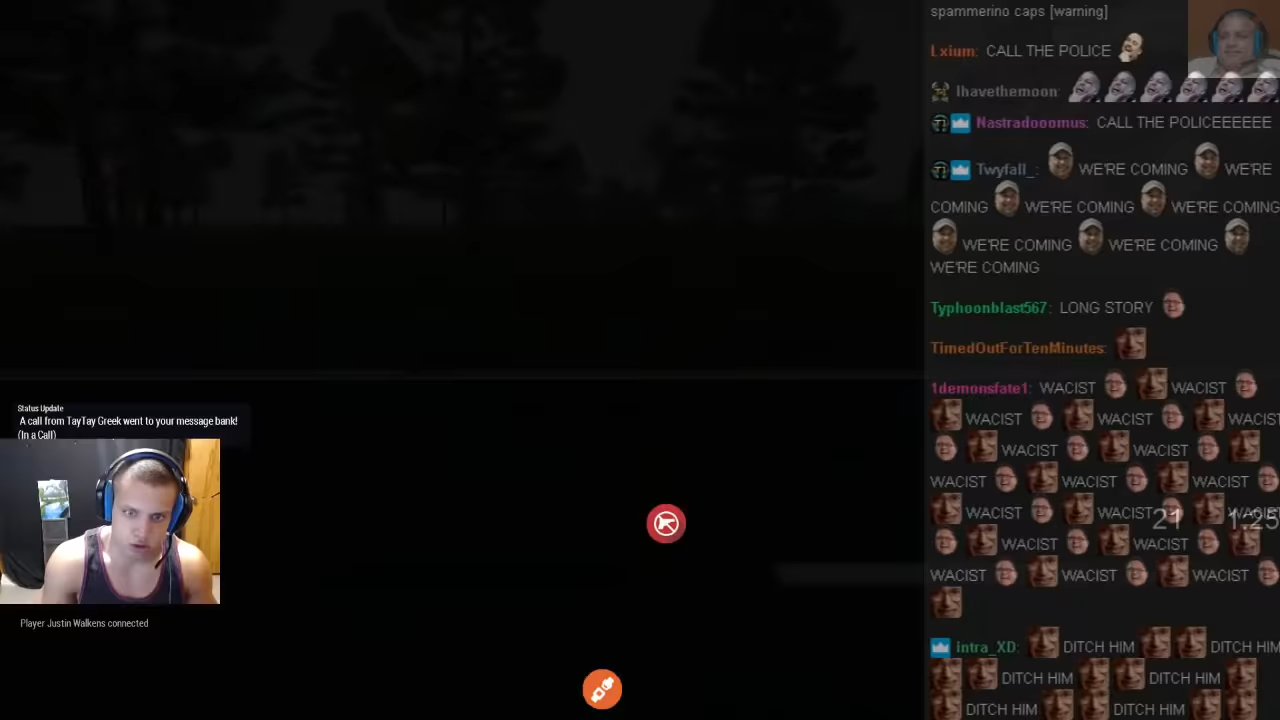 spammerino caps [warning]
Lxium: CALL THE POLICE
Ihavethemoon:
Nastradooomus: CALL THE POLICEEEEEE
Twyfall_: WE'RE COMING WE'RE
COMING WE'RE COMING WE'RE COMING
WE'RE COMING WE'RE COMING
WE'RE COMING
Typhoonblast567: LONG STORY
TimedOutForTenMinutes:
1demonsfate1: WACIST WACIST
WACIST WACIST WACIST
WACIST WACIST
WACIST WACIST WACIST
WACIST WACIST WACIST
21 1.25
WACIST WACIST
WACIST WACIST WACIST
intra_XD: DITCH HIM DITCH HIM
DITCH HIM DITCH HIM
DITCH HIM DITCH HIM
Status Update
A call from TayTay Greek went to your message bank!
(In a Call)
Player Justin Walkens connected